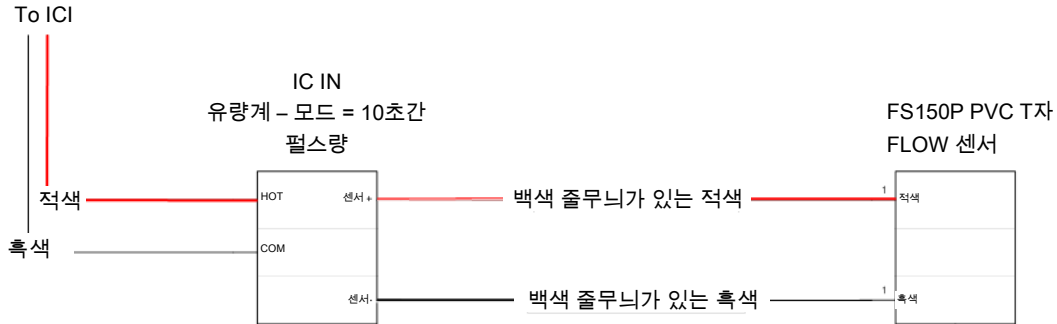 To ICI
IC IN
유량계 – 모드 = 10초간
펄스량
FS150P PVC T자
FLOW 센서
적색
HOT
센서 +
백색 줄무늬가 있는 적색
1
적색
흑색
COM
센서-
백색 줄무늬가 있는 흑색
1
흑색